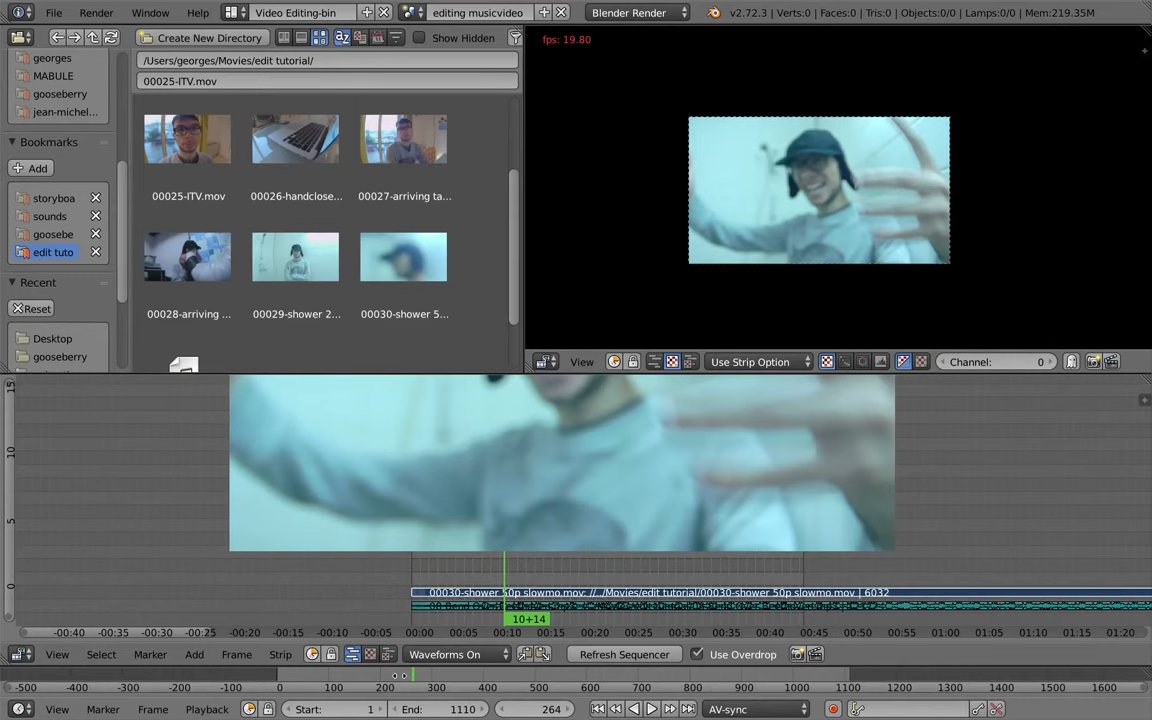 File Render Window Help Video Editing-bin editing musicvideo Blender Render v2.72.3 | Verts:0 | Faces:0 | Tris:0 | Objects:0/0 | Lamps:0/0 | Mem:219.35M
Create New Directory Show Hidden
georges
MABULE
gooseberry
jean-michel...
Bookmarks
Add
storyboa
sounds
goosebe
edit tuto
Recent
Reset
Desktop
gooseberry
/Users/georges/Movies/edit tutorial/
00025-ITV.mov
00025-ITV.mov 00026-handclose... 00027-arriving ta...
00028-arriving ... 00029-shower 2... 00030-shower 5...
fps: 19.80
View Use Strip Option Channel: 0
15
10
5
0
00030-shower 50p slowmo.mov: //../Movies/edit tutorial/00030-shower 50p slowmo.mov | 6032
10+14
-00:40 -00:35 -00:30 -00:25 -00:20 -00:15 -00:10 -00:05 00:00 00:05 00:10 00:15 00:20 00:25 00:30 00:35 00:40 00:45 00:50 00:55 01:00 01:05 01:10 01:15 01:20
View Select Marker Add Frame Strip Waveforms On Refresh Sequencer Use Overdrop
-500 -400 -300 -200 -100 0 100 200 300 400 500 600 700 800 900 1000 1100 1200 1300 1400 1500 1600
View Marker Frame Playback Start: 1 End: 1110 264 AV-sync